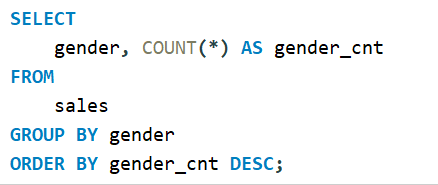 SELECT
    gender, COUNT(*) AS gender_cnt
FROM
    sales
GROUP BY gender
ORDER BY gender_cnt DESC;